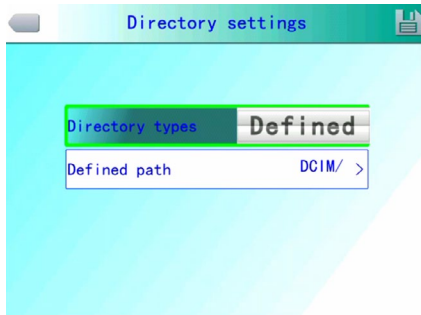 Directory settings
Directory types Defined
Defined path DCIM/ >